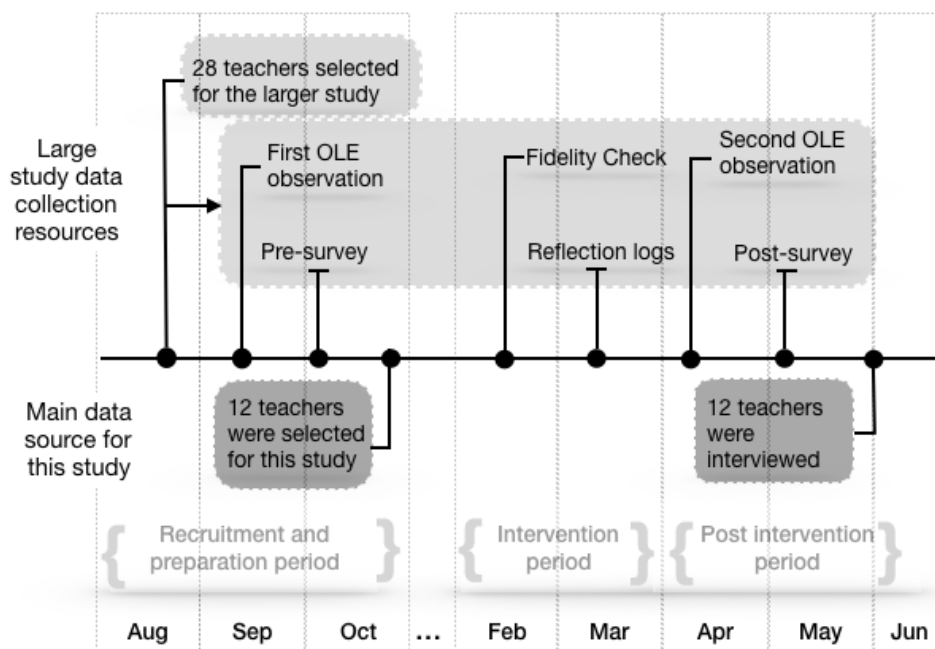 28 teachers selected
for the larger study
Large
study data
collection
resources
First OLE
observation
Fidelity Check
Second OLE
observation
Pre-survey
Reflection logs
Post-survey
Main data
source for
this study
12 teachers
were selected
for this study
12 teachers
were
interviewed
{ Recruitment and
preparation period }
{ Intervention
period }
{ Post intervention
period }
Aug Sep Oct ... Feb Mar Apr May Jun